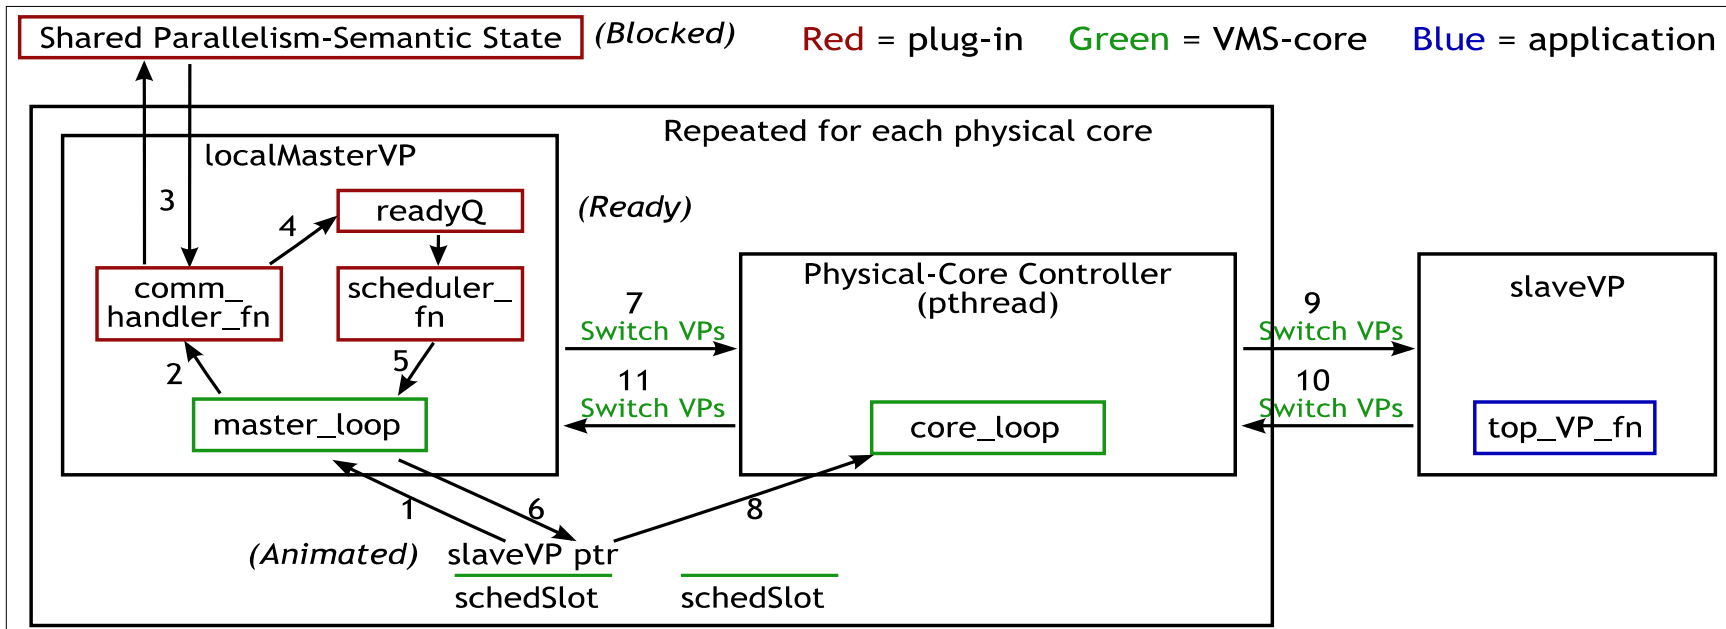 Shared Parallelism-Semantic State
(Blocked)
Red = plug-in
Green = VMS-core
Blue = application
Repeated for each physical core
localMasterVP
3
4
readyQ
(Ready)
comm_
handler_fn
scheduler_
fn
2
5
master_loop
7
Switch VPs
11
Switch VPs
Physical-Core Controller
(pthread)
core_loop
9
Switch VPs
10
Switch VPs
slaveVP
top_VP_fn
1
6
8
(Animated)
slaveVP ptr
schedSlot
schedSlot